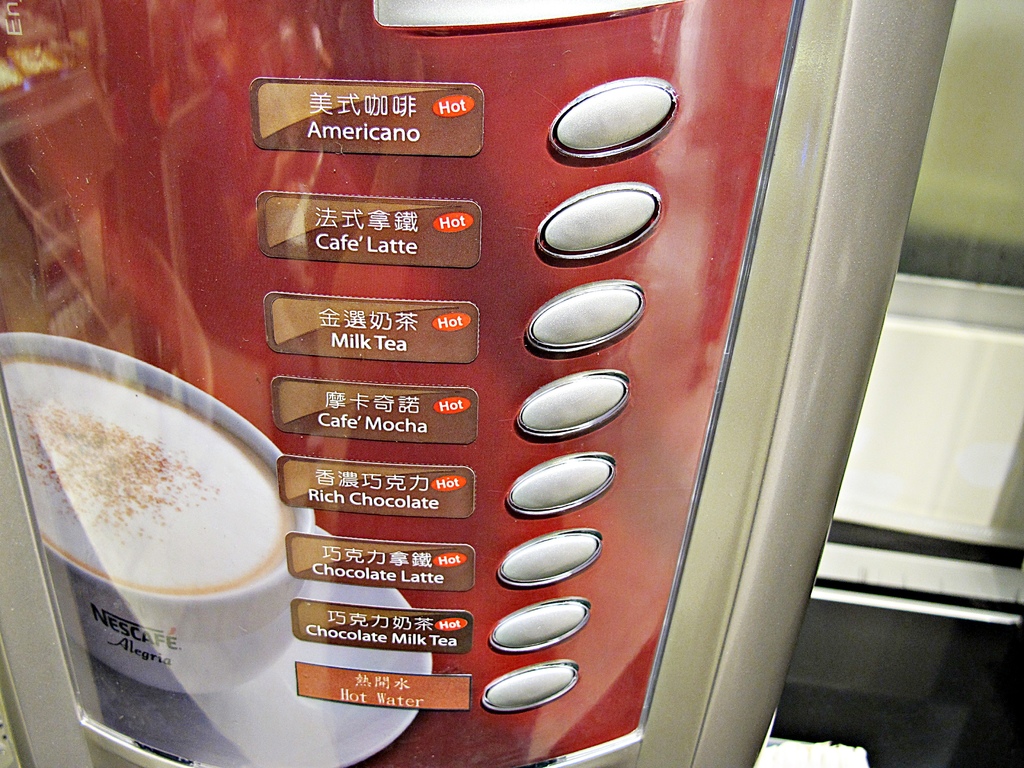 En
美式咖啡 Hot
Americano
法式拿鐵 Hot
Cafe' Latte
金選奶茶 Hot
Milk Tea
摩卡奇諾 Hot
Cafe' Mocha
香濃巧克力 Hot
Rich Chocolate
巧克力拿鐵 Hot
Chocolate Latte
巧克力奶茶 Hot
Chocolate Milk Tea
熱開水
Hot Water
NESCAFÉ
Alegria